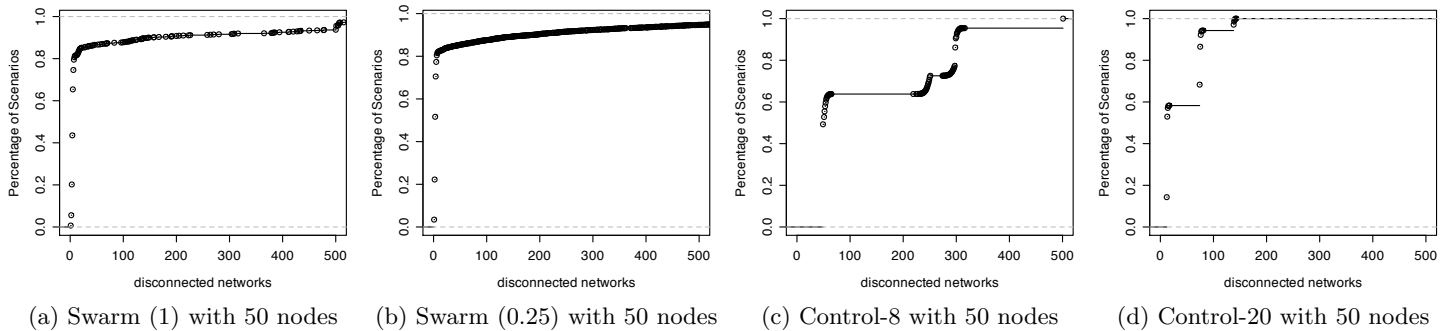 Percentage of Scenarios
1.0
0.8
0.6
0.4
0.2
0.0
0 100 200 300 400 500
disconnected networks
(a) Swarm (1) with 50 nodes
Percentage of Scenarios
1.0
0.8
0.6
0.4
0.2
0.0
0 100 200 300 400 500
disconnected networks
(b) Swarm (0.25) with 50 nodes
Percentage of Scenarios
1.0
0.8
0.6
0.4
0.2
0.0
0 100 200 300 400 500
disconnected networks
(c) Control-8 with 50 nodes
Percentage of Scenarios
1.0
0.8
0.6
0.4
0.2
0.0
0 100 200 300 400 500
disconnected networks
(d) Control-20 with 50 nodes